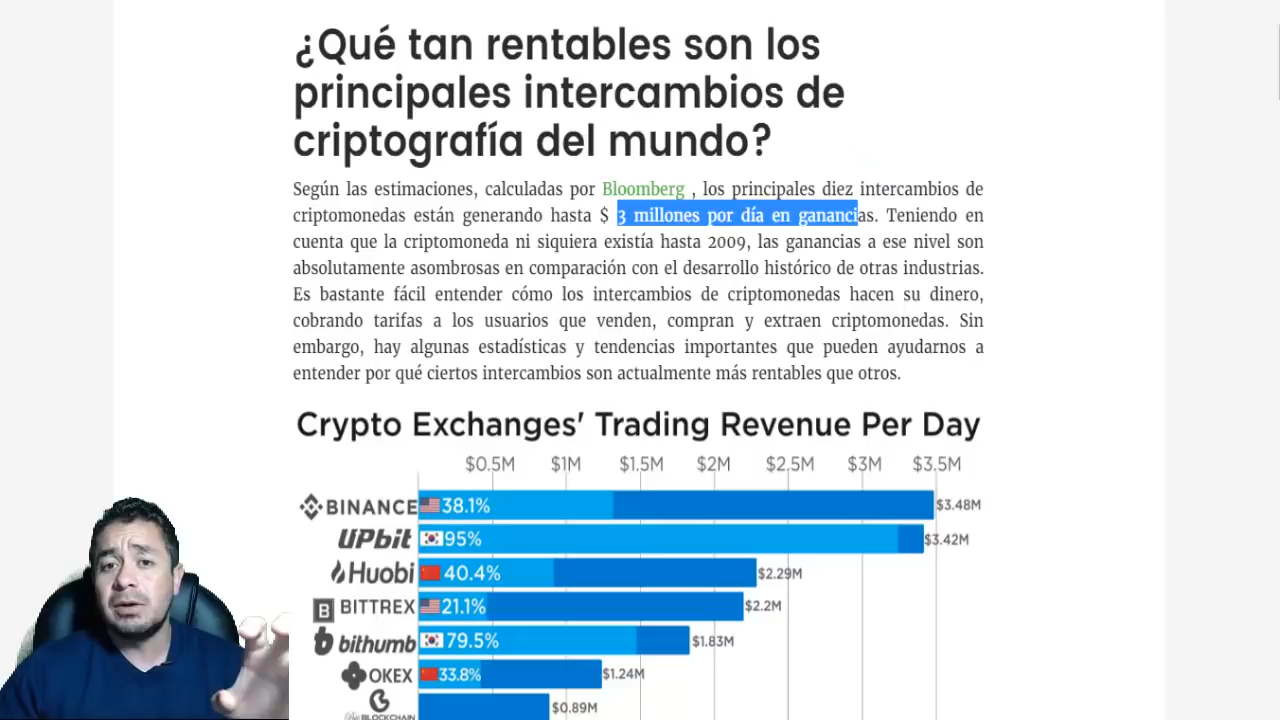 ¿Qué tan rentables son los
principales intercambios de
criptografía del mundo?
Según las estimaciones, calculadas por Bloomberg , los principales diez intercambios de
criptomonedas están generando hasta $ 3 millones por día en ganancias. Teniendo en
cuenta que la criptomoneda ni siquiera existía hasta 2009, las ganancias a ese nivel son
absolutamente asombrosas en comparación con el desarrollo histórico de otras industrias.
Es bastante fácil entender cómo los intercambios de criptomonedas hacen su dinero,
cobrando tarifas a los usuarios que venden, compran y extraen criptomonedas. Sin
embargo, hay algunas estadísticas y tendencias importantes que pueden ayudarnos a
entender por qué ciertos intercambios son actualmente más rentables que otros.
Crypto Exchanges' Trading Revenue Per Day
$0.5M $1M $1.5M $2M $2.5M $3M $3.5M
BINANCE 38.1% $3.48M
UPbit 95% $3.42M
Huobi 40.4% $2.29M
B BITTREX 21.1% $2.2M
bithumb 79.5% $1.83M
OKEX 33.8% $1.24M
$0.89M
BLOCKCHAIN